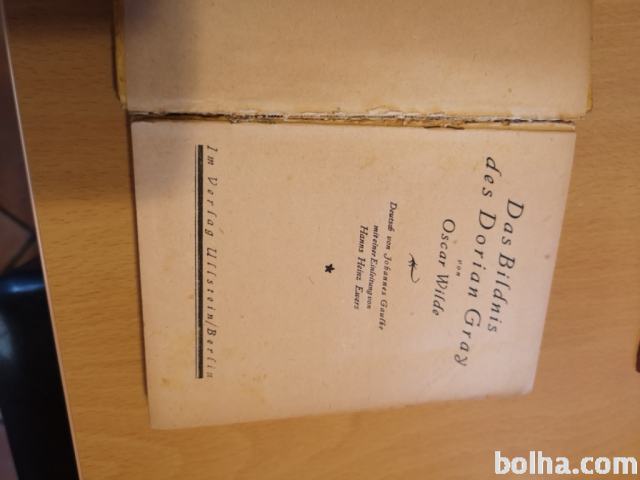 Das Bildnis
des Dorian Gray
von
Oscar Wilde
Deutsch von Johannes Gaulke
mit einer Einleitung von
Hanns Heinz Ewers
Im Verlag Ullstein/Berlin
bolha.com